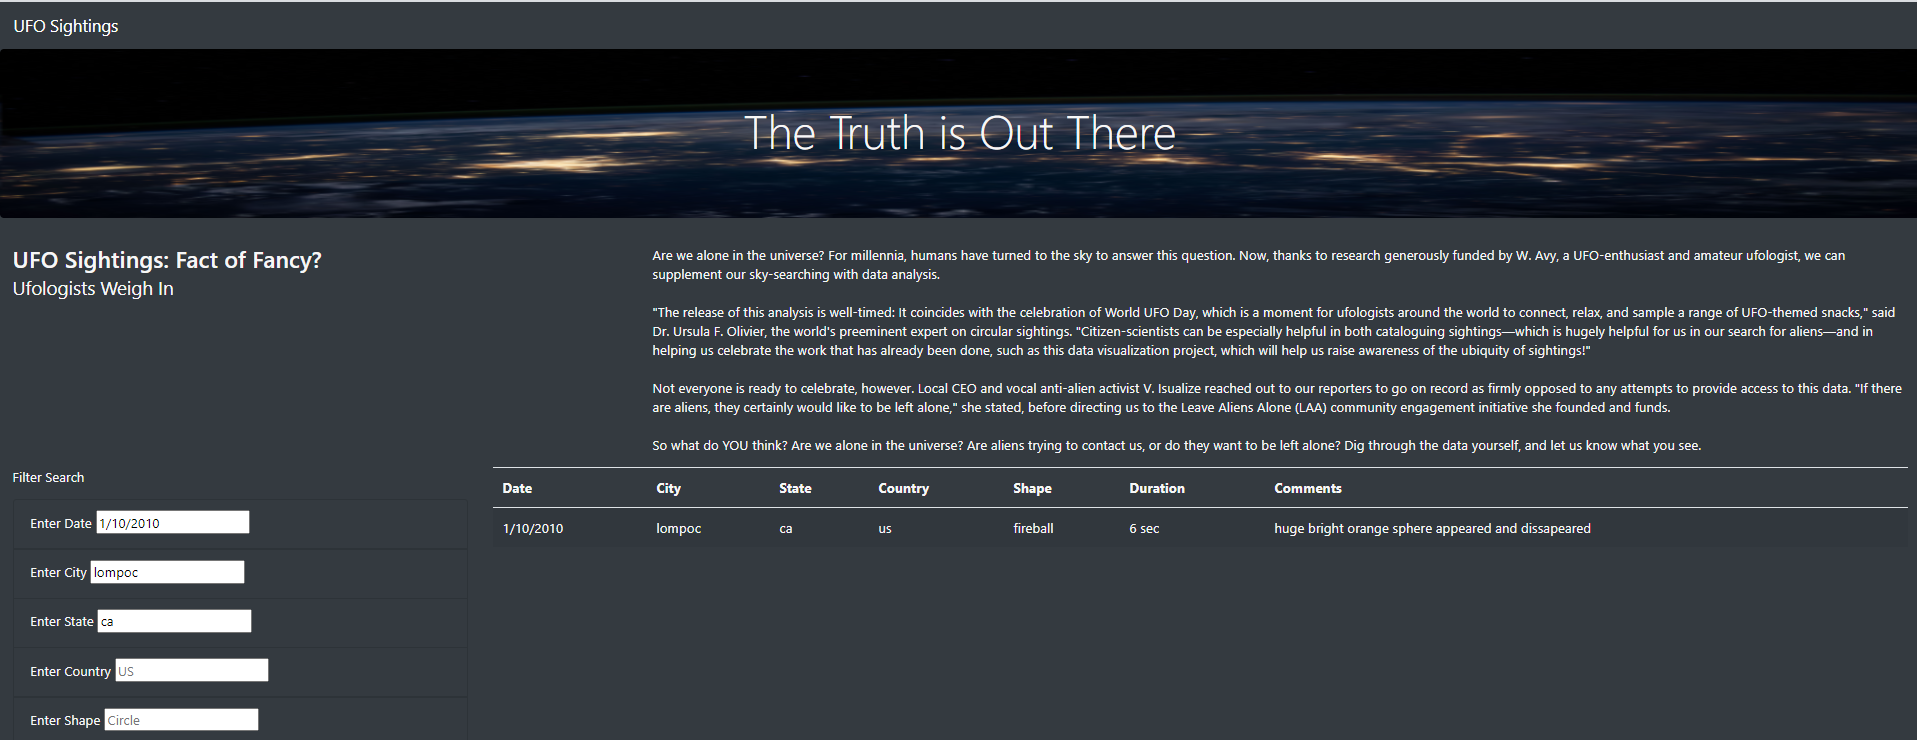 UFO Sightings
The Truth is Out There
UFO Sightings: Fact of Fancy?
Ufologists Weigh In
Are we alone in the universe? For millennia, humans have turned to the sky to answer this question. Now, thanks to research generously funded by W. Avy, a UFO-enthusiast and amateur ufologist, we can
supplement our sky-searching with data analysis.
"The release of this analysis is well-timed: It coincides with the celebration of World UFO Day, which is a moment for ufologists around the world to connect, relax, and sample a range of UFO-themed snacks," said
Dr. Ursula F. Olivier, the world's preeminent expert on circular sightings. "Citizen-scientists can be especially helpful in both cataloguing sightings—which is hugely helpful for us in our search for aliens—and in
helping us celebrate the work that has already been done, such as this data visualization project, which will help us raise awareness of the ubiquity of sightings!"
Not everyone is ready to celebrate, however. Local CEO and vocal anti-alien activist V. Isualize reached out to our reporters to go on record as firmly opposed to any attempts to provide access to this data. "If there
are aliens, they certainly would like to be left alone," she stated, before directing us to the Leave Aliens Alone (LAA) community engagement initiative she founded and funds.
So what do YOU think? Are we alone in the universe? Are aliens trying to contact us, or do they want to be left alone? Dig through the data yourself, and let us know what you see.
Filter Search
Enter Date 1/10/2010
Enter City lompoc
Enter State ca
Enter Country US
Enter Shape Circle
Date City State Country Shape Duration Comments
1/10/2010 lompoc ca us fireball 6 sec huge bright orange sphere appeared and dissapeared